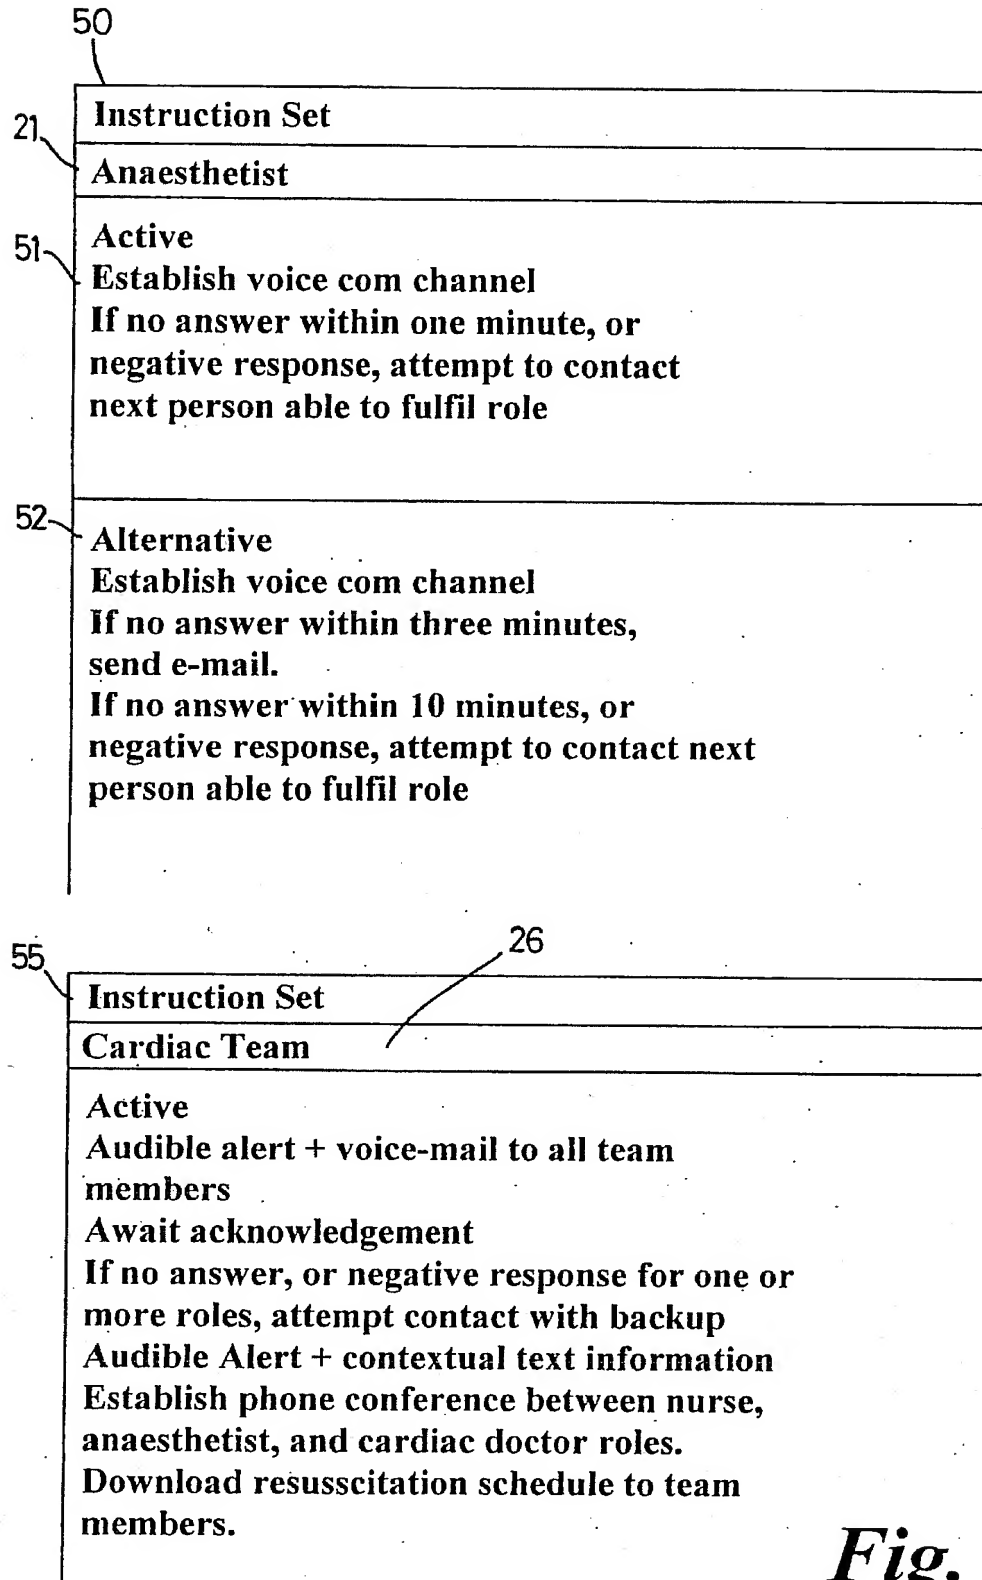 50
Instruction Set
21
Anaesthetist
Active
51
Establish voice com channel
If no answer within one minute, or
negative response, attempt to contact
next person able to fulfil role
52
Alternative
Establish voice com channel
If no answer within three minutes,
send e-mail.
If no answer within 10 minutes, or
negative response, attempt to contact next
person able to fulfil role
26
55
Instruction Set
Cardiac Team
Active
Audible alert + voice-mail to all team
members
Await acknowledgement
If no answer, or negative response for one or
more roles, attempt contact with backup
Audible Alert + contextual text information
Establish phone conference between nurse,
anaesthetist, and cardiac doctor roles.
Download resusscitation schedule to team
members.
Fig.